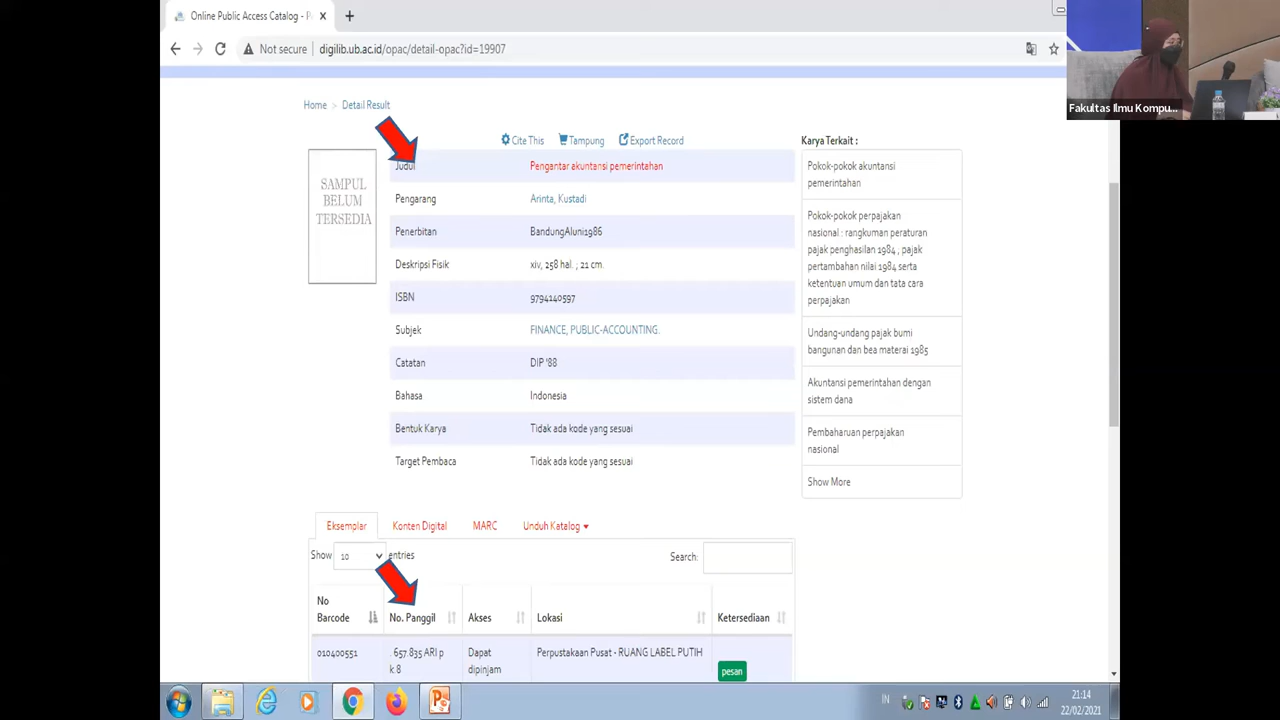 Online Public Access Catalog - P
Not secure | digilib.ub.ac.id/opac/detail-opac?id=19907
Fakultas Ilmu Kompu...
Home > Detail Result
Cite This Tampung Export Record
SAMPUL
BELUM
TERSEDIA
Judul Pengantar akuntansi pemerintahan
Pengarang Arinta, Kustadi
Penerbitan BandungAluni1986
Deskripsi Fisik xiv, 258 hal. ; 21 cm.
ISBN 9794140597
Subjek FINANCE, PUBLIC-ACCOUNTING.
Catatan DIP '88
Bahasa Indonesia
Bentuk Karya Tidak ada kode yang sesuai
Target Pembaca Tidak ada kode yang sesuai
Karya Terkait :
Pokok-pokok akuntansi
pemerintahan
Pokok-pokok perpajakan
nasional : rangkuman peraturan
pajak penghasilan 1984 , pajak
pertambahan nilai 1984 serta
ketentuan umum dan tata cara
perpajakan
Undang-undang pajak bumi
bangunan dan bea materai 1985
Akuntansi pemerintahan dengan
sistem dana
Pembaharuan perpajakan
nasional
Show More
Eksemplar Konten Digital MARC Unduh Katalog
Show 10 entries Search:
No
Barcode No. Panggil Akses Lokasi Ketersediaan
010400551 . 657.835 ARI p Dapat Perpustakaan Pusat - RUANG LABEL PUTIH
k 8 dipinjam pesan
IN 21:14
22/02/2021